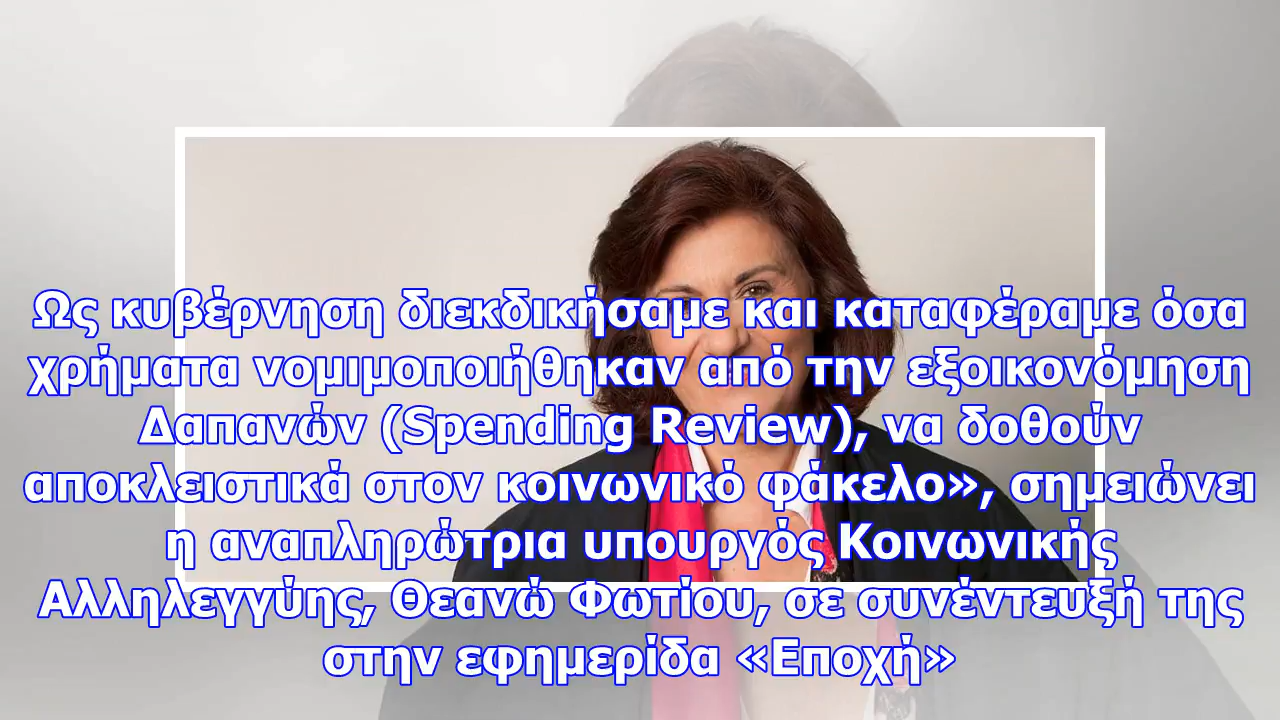 Ως κυβέρνηση διεκδικήσαμε και καταφέραμε όσα
χρήματα νομιμοποιήθηκαν από την εξοικονόμηση
Δαπανών (Spending Review), να δοθούν
αποκλειστικά στον κοινωνικό φάκελο», σημειώνει
η αναπληρώτρια υπουργός Κοινωνικής
Αλληλεγγύης, Θεανώ Φωτίου, σε συνέντευξή της
στην εφημερίδα «Εποχή»